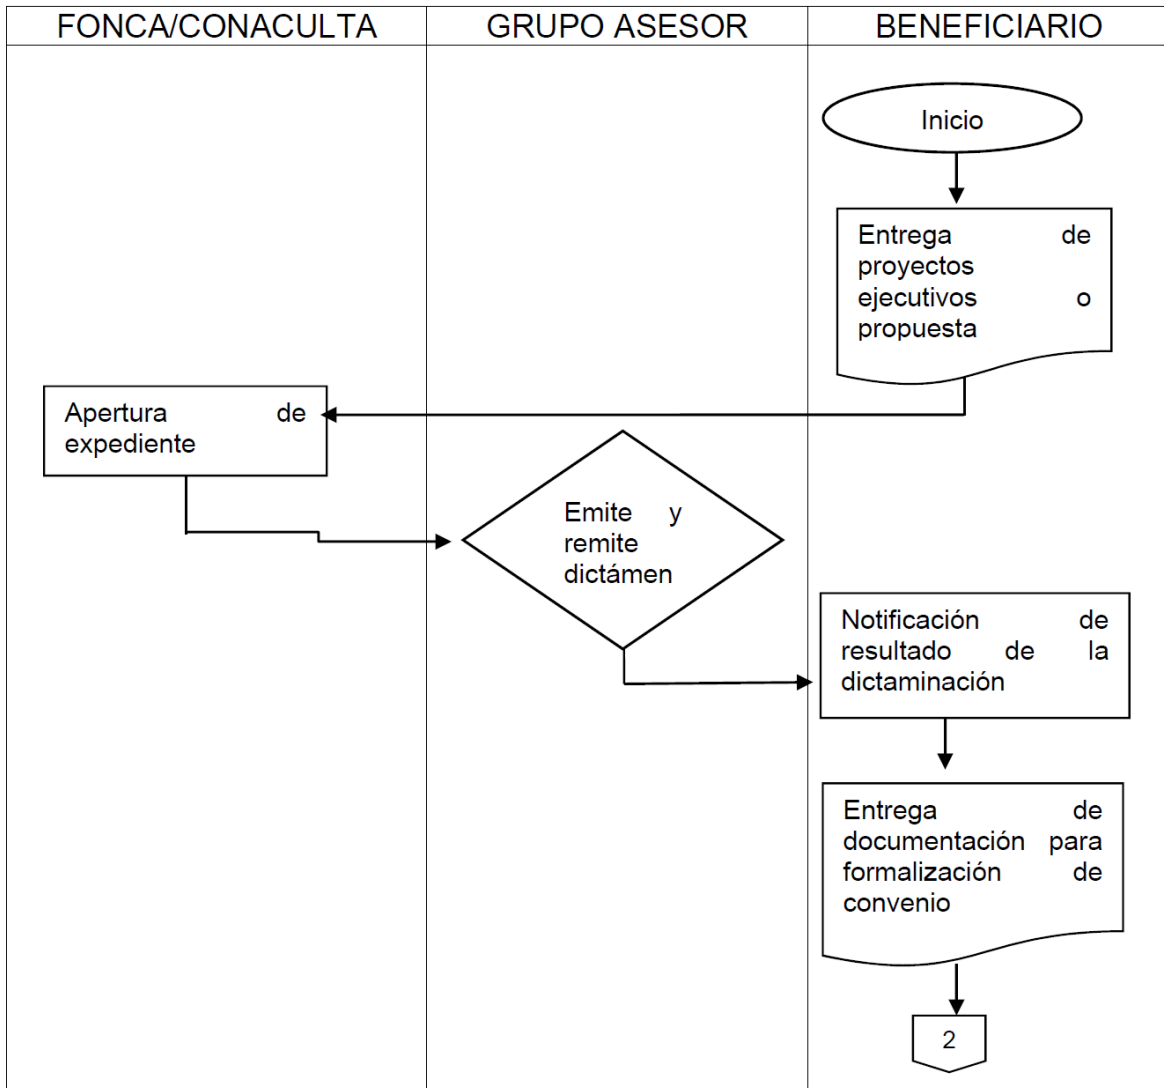 FONCA/CONACULTA
GRUPO ASESOR
BENEFICIARIO
Inicio
Entrega de
proyectos
ejecutivos o
propuesta
Apertura de
expediente
Emite y
remite
dictámen
Notificación de
resultado de la
dictaminación
Entrega de
documentación para
formalización de
convenio
2